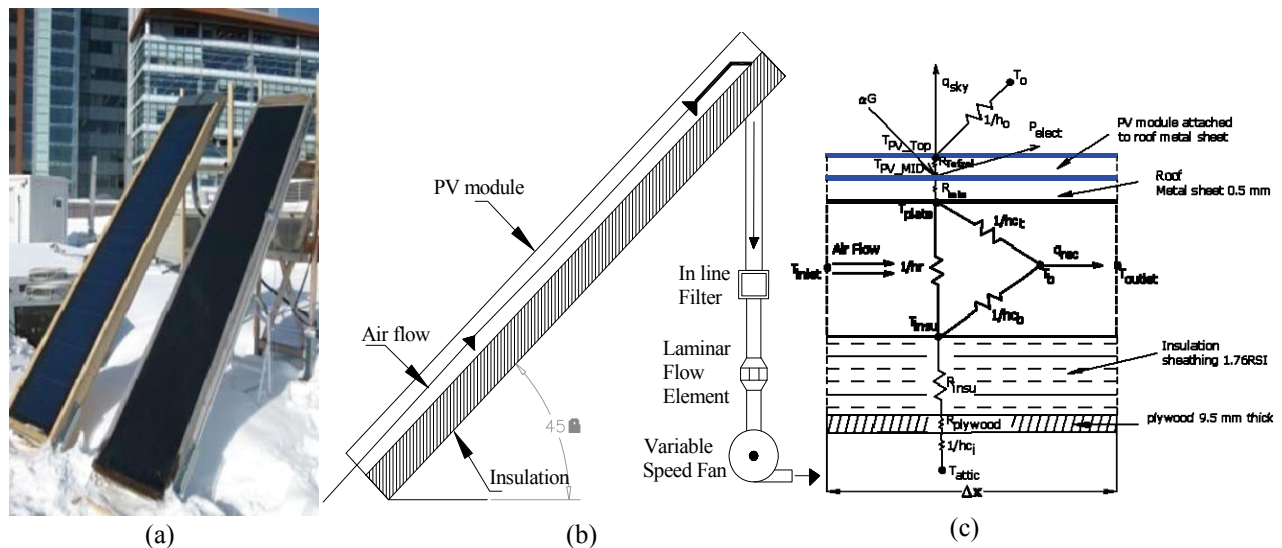 PV module
Air flow
45
Insulation
In line
Filter
Laminar
Flow
Element
Variable
Speed Fan
q_sky
T_o
αG
1/h_o
P_elect
PV module attached
to roof metal sheet
T_PV_Top
T_PV_MID
Roof
Metal sheet 0.5 mm
T_plate
1/hc_t
Air Flow
q_rec
T_inlet
1/hr
T_b
T_outlet
1/hc_b
T_insu
Insulation
sheathing 1.76RSI
R_insu
R_plywood
plywood 9.5 mm thick
1/hc_i
T_attic
Δx
(a)
(b)
(c)